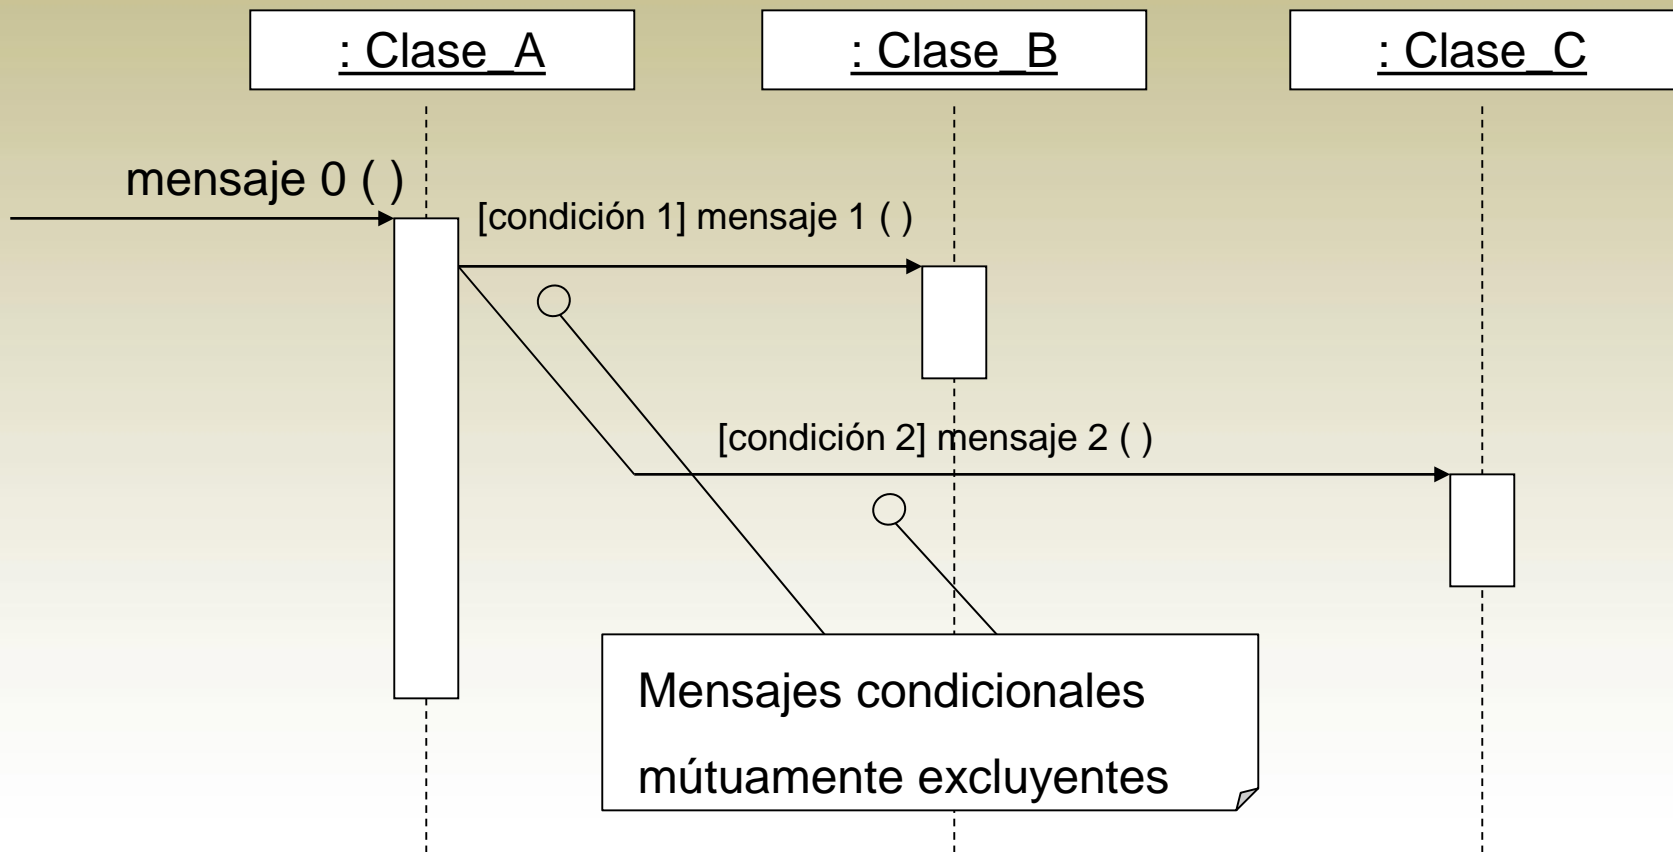 : Clase_A
: Clase_B
: Clase_C
mensaje 0 ( )
[condición 1] mensaje 1 ( )
[condición 2] mensaje 2 ( )
Mensajes condicionales
mútuamente excluyentes